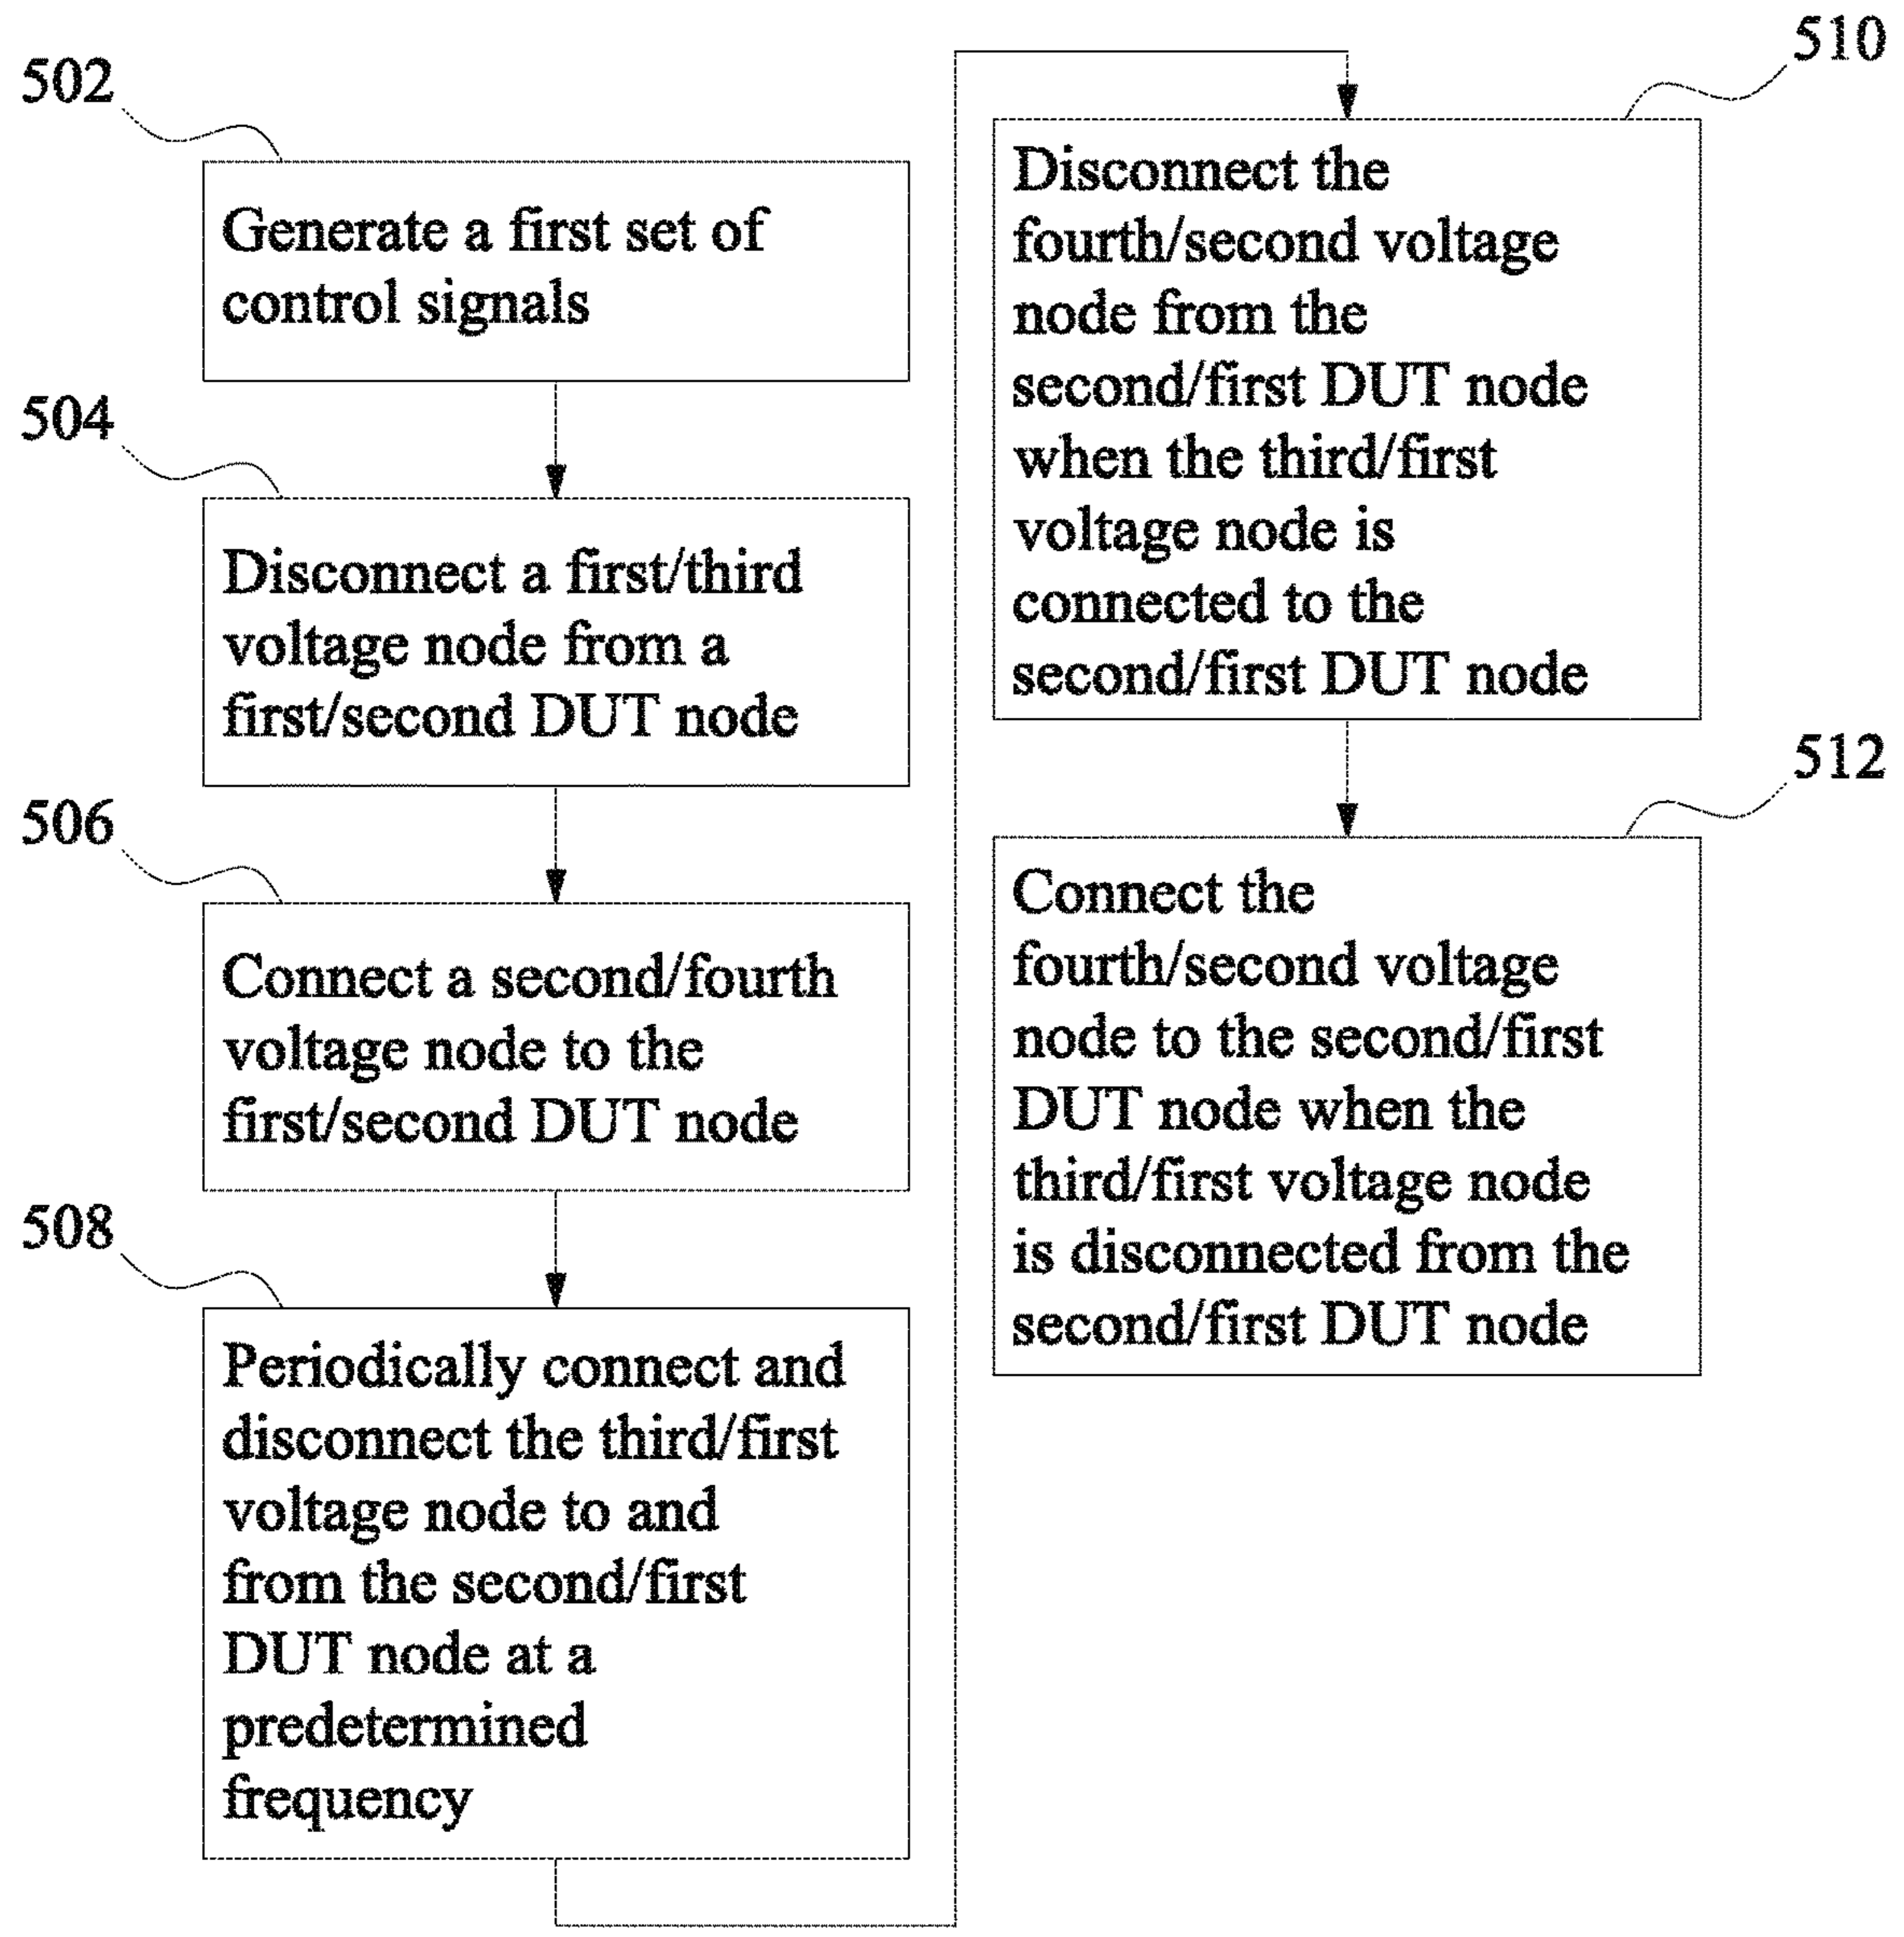 502
Generate a first set of
control signals
504
Disconnect a first/third
voltage node from a
first/second DUT node
506
Connect a second/fourth
voltage node to the
first/second DUT node
508
Periodically connect and
disconnect the third/first
voltage node to and
from the second/first
DUT node at a
predetermined
frequency
510
Disconnect the
fourth/second voltage
node from the
second/first DUT node
when the third/first
voltage node is
connected to the
second/first DUT node
512
Connect the
fourth/second voltage
node to the second/first
DUT node when the
third/first voltage node
is disconnected from the
second/first DUT node